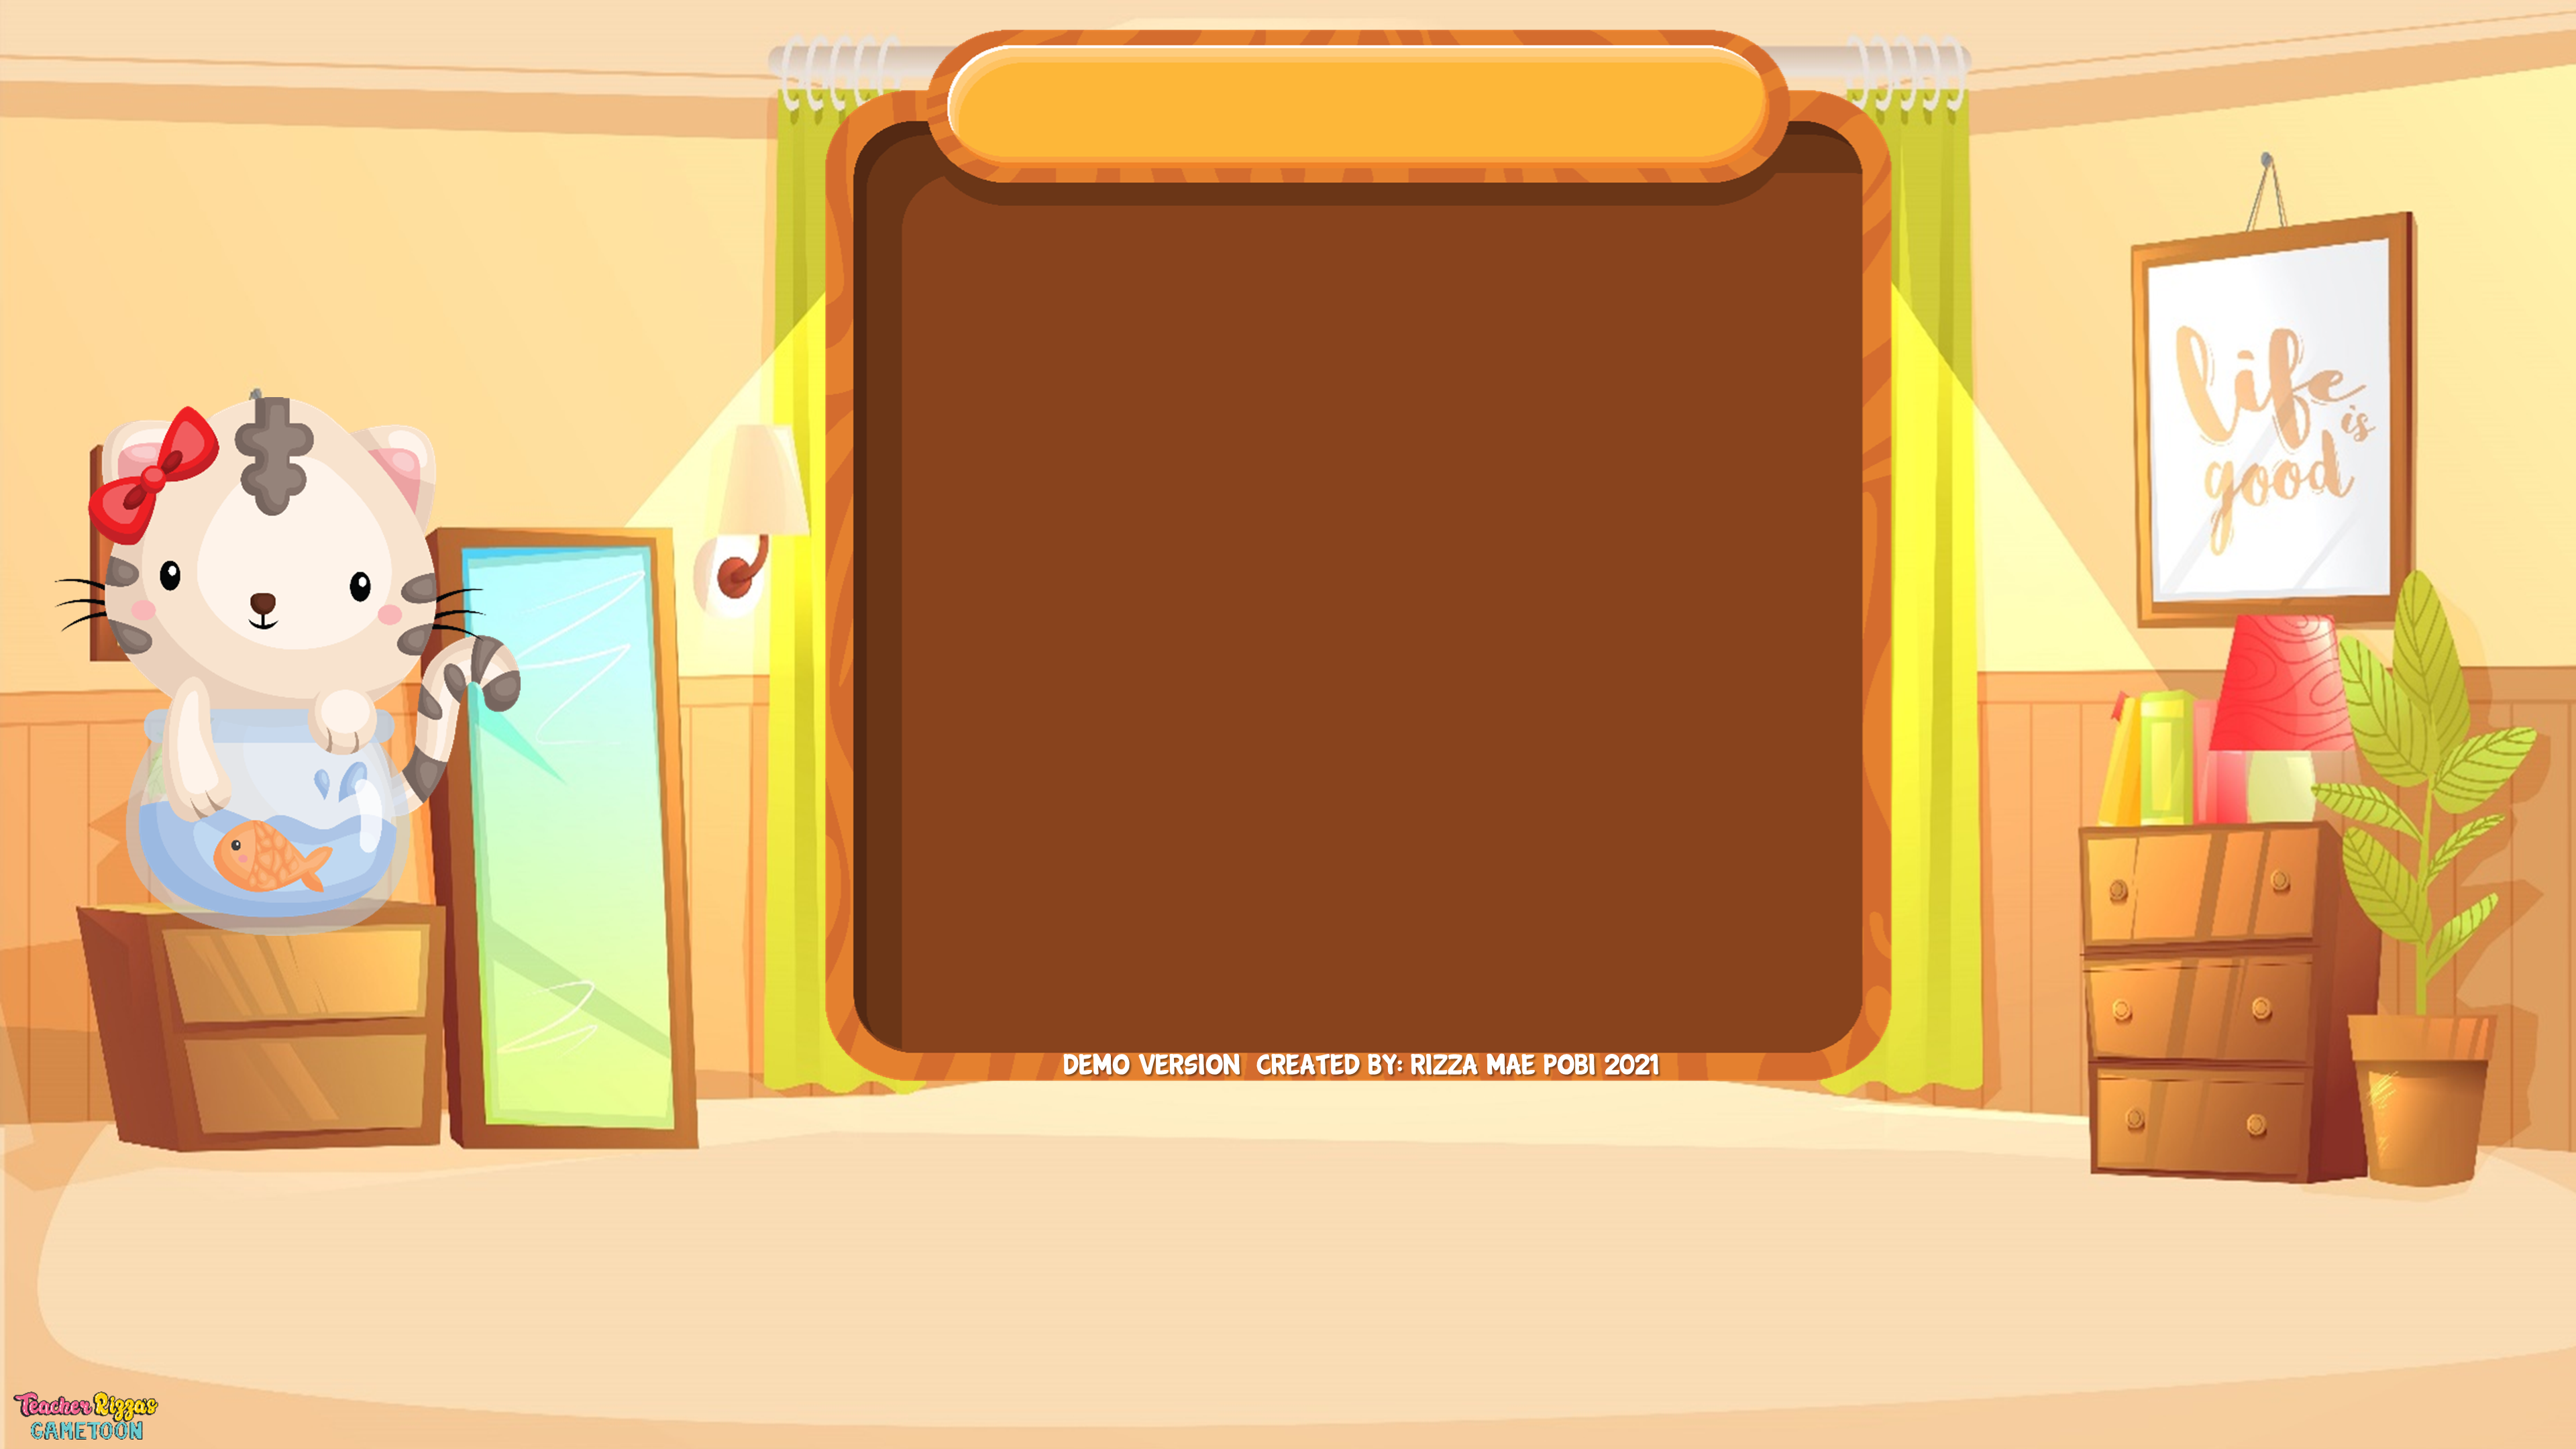 life
is
good
DEMO VERSION CREATED BY: RIZZA MAE POBI 2021
Teacher Rizza's
GAMETOON